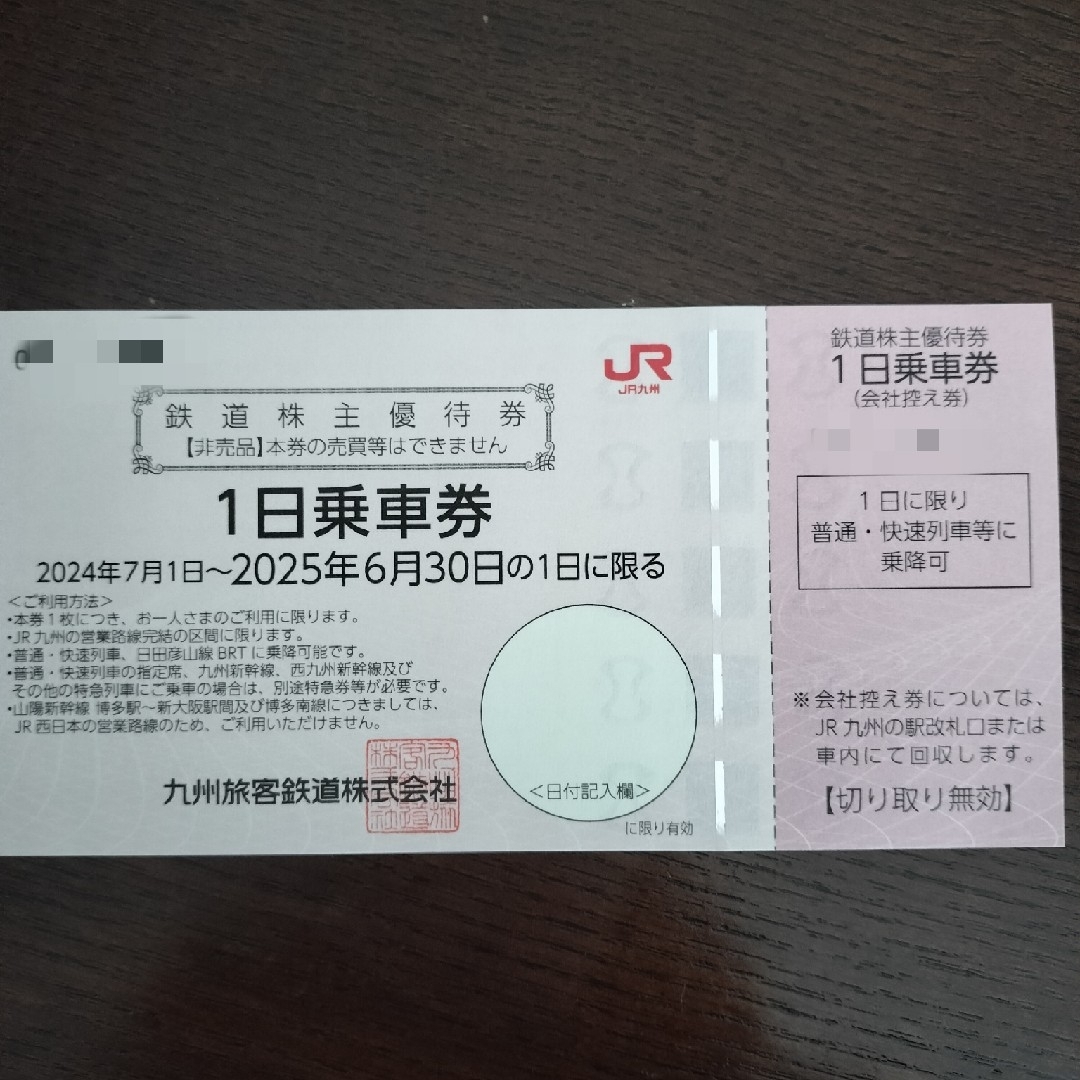 JR
JR九州
鉄道株主優待券
【非売品】本券の売買等はできません
1日乗車券
2024年7月1日～2025年6月30日の1日に限る
＜ご利用方法＞
・本券1枚につき、お一人さまのご利用に限ります。
・JR九州の営業路線完結の区間に限ります。
・普通・快速列車、日田彦山線BRTに乗降可能です。
・普通・快速列車の指定席、九州新幹線、西九州新幹線及び
その他の特急列車にご乗車の場合は、別途特急券等が必要です。
・山陽新幹線 博多駅～新大阪駅間及び博多南線につきましては、
JR西日本の営業路線のため、ご利用いただけません。
九州旅客鉄道株式会社
＜日付記入欄＞
に限り有効
鉄道株主優待券
1日乗車券
(会社控え券)
1日に限り
普通・快速列車等に
乗降可
※会社控え券については、
JR九州の駅改札口または
車内にて回収します。
【切り取り無効】